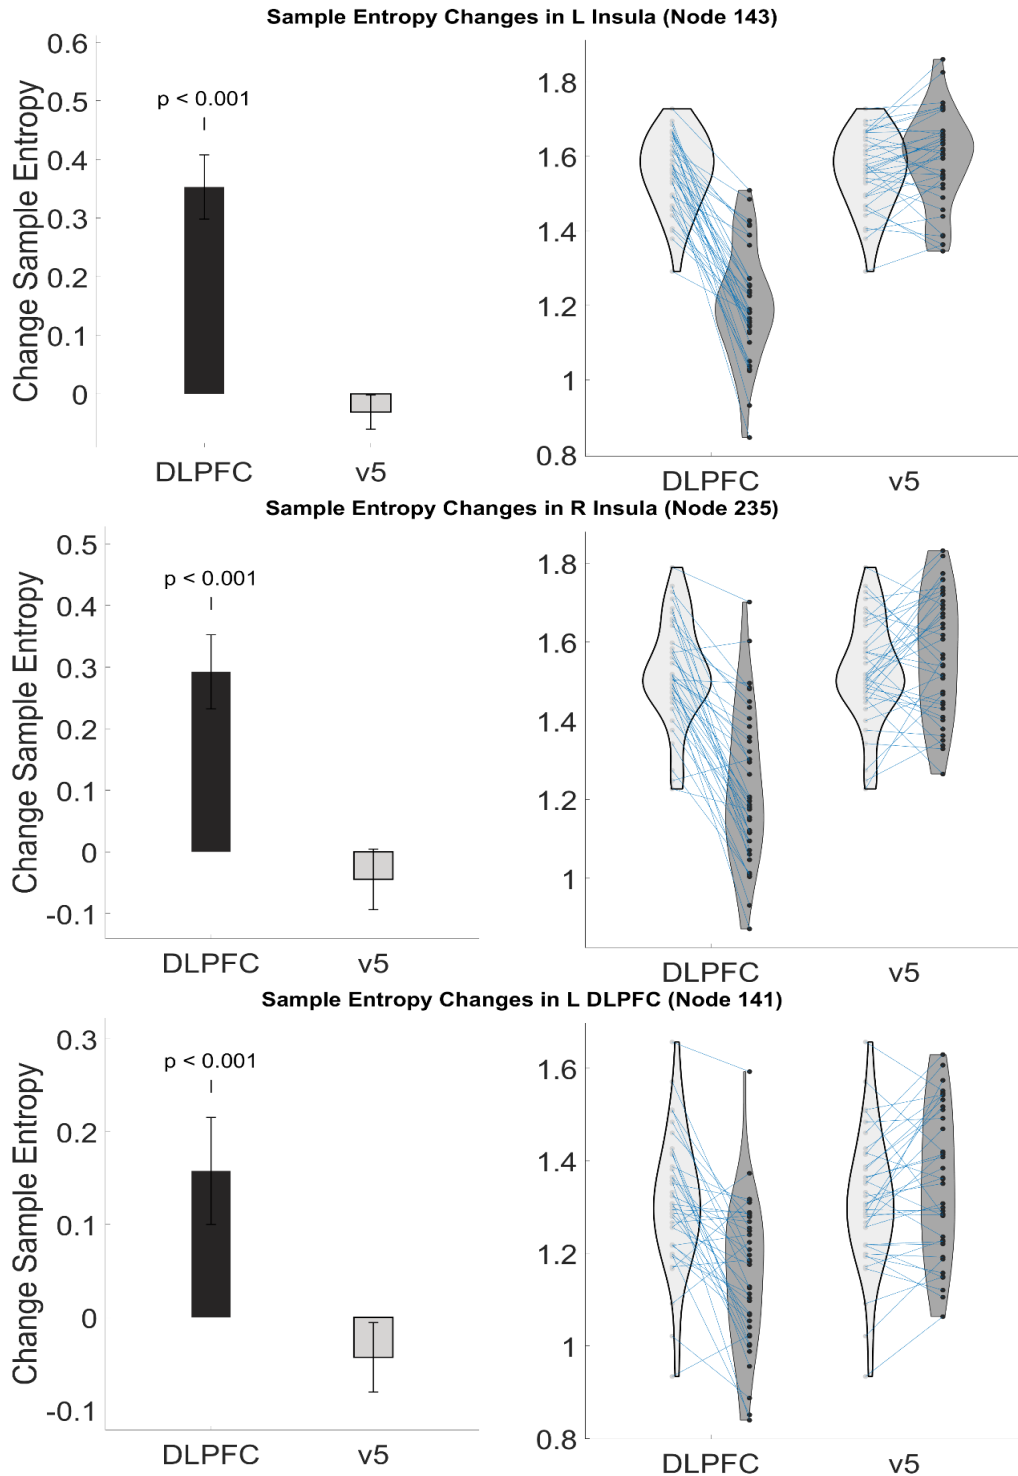 Sample Entropy Changes in L Insula (Node 143)
Change Sample Entropy
0.6
0.5
0.4
0.3
0.2
0.1
0
p < 0.001
DLPFC v5
1.8
1.6
1.4
1.2
1
0.8
DLPFC v5
Sample Entropy Changes in R Insula (Node 235)
Change Sample Entropy
0.5
0.4
0.3
0.2
0.1
0
-0.1
p < 0.001
DLPFC v5
1.8
1.6
1.4
1.2
1
DLPFC v5
Sample Entropy Changes in L DLPFC (Node 141)
Change Sample Entropy
0.3
0.2
0.1
0
-0.1
p < 0.001
DLPFC v5
1.6
1.4
1.2
1
0.8
DLPFC v5